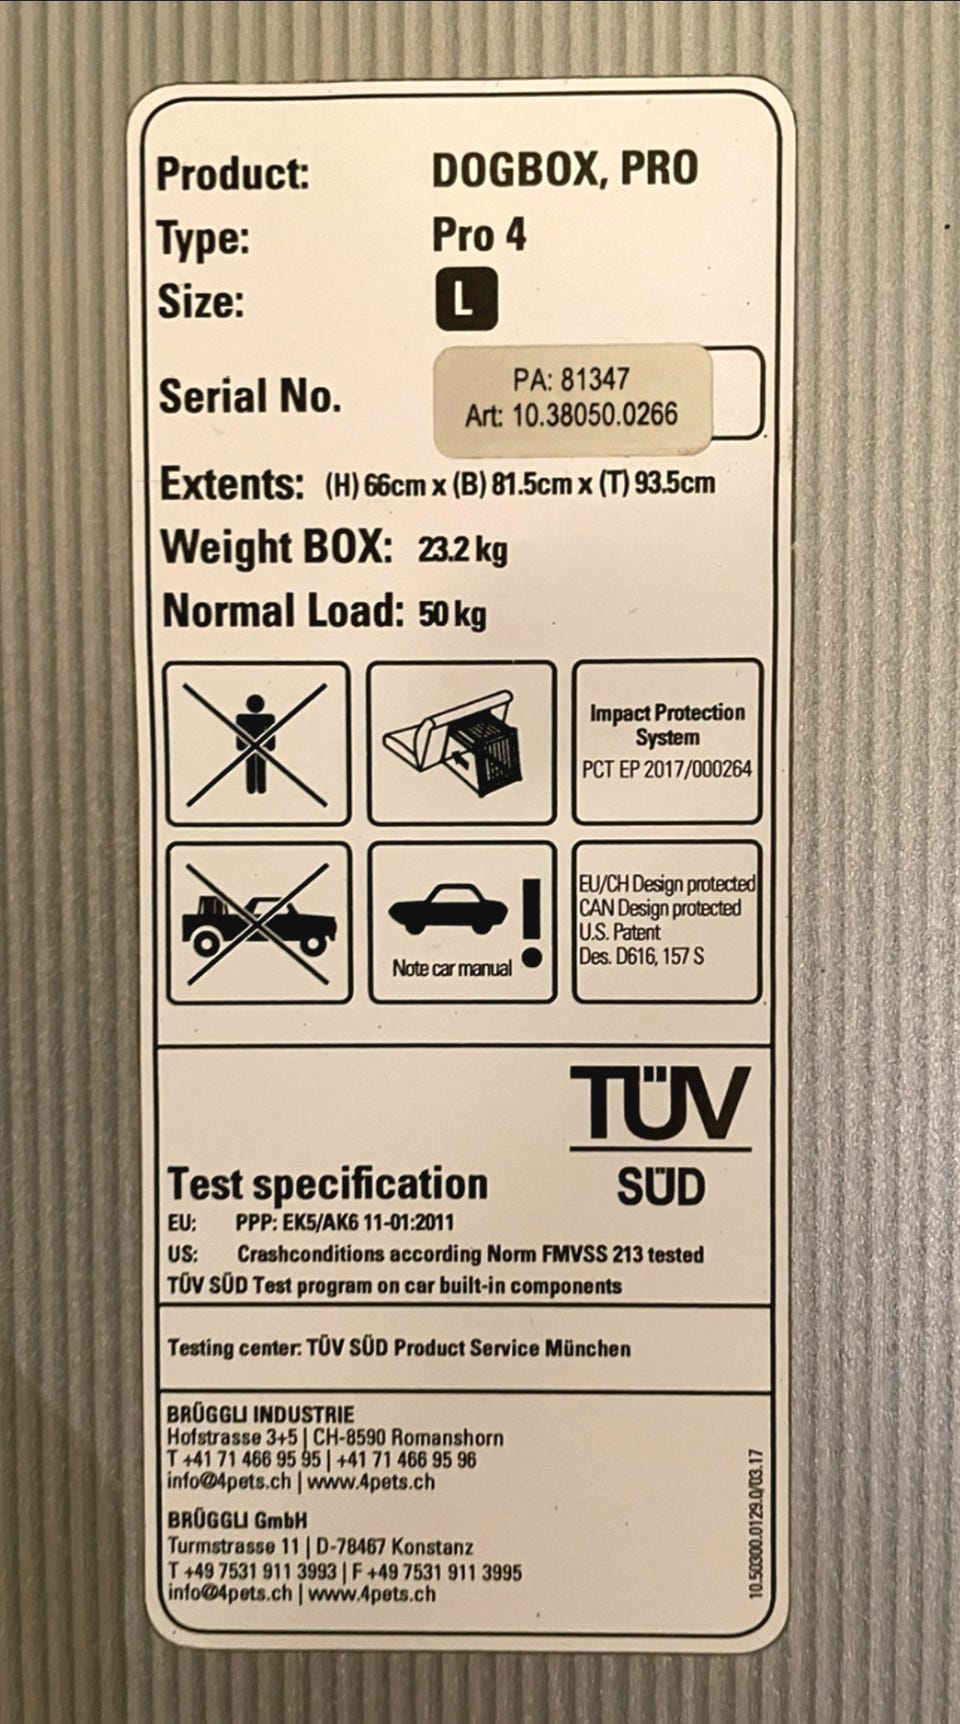 Product: DOGBOX, PRO
Type: Pro 4
Size: L
Serial No.
PA: 81347
Art: 10.38050.0266
Extents: (H) 66cm x (B) 81.5cm x (T) 93.5cm
Weight BOX: 23.2 kg
Normal Load: 50 kg
Impact Protection
System
PCT EP 2017/000264
Note car manual
EU/CH Design protected
CAN Design protected
U.S. Patent
Des. D616, 157 S
TÜV
SÜD
Test specification
EU: PPP: EK5/AK6 11-01:2011
US: Crashconditions according Norm FMVSS 213 tested
TÜV SÜD Test program on car built-in components
Testing center: TÜV SÜD Product Service München
BRÜGGLI INDUSTRIE
Hofstrasse 3+5 | CH-8590 Romanshorn
T +41 71 466 95 95 | +41 71 466 95 96
info@4pets.ch | www.4pets.ch
BRÜGGLI GmbH
Turmstrasse 11 | D-78467 Konstanz
T +49 7531 911 3993 | F +49 7531 911 3995
info@4pets.ch | www.4pets.ch
10.50300.0129.0/03.17